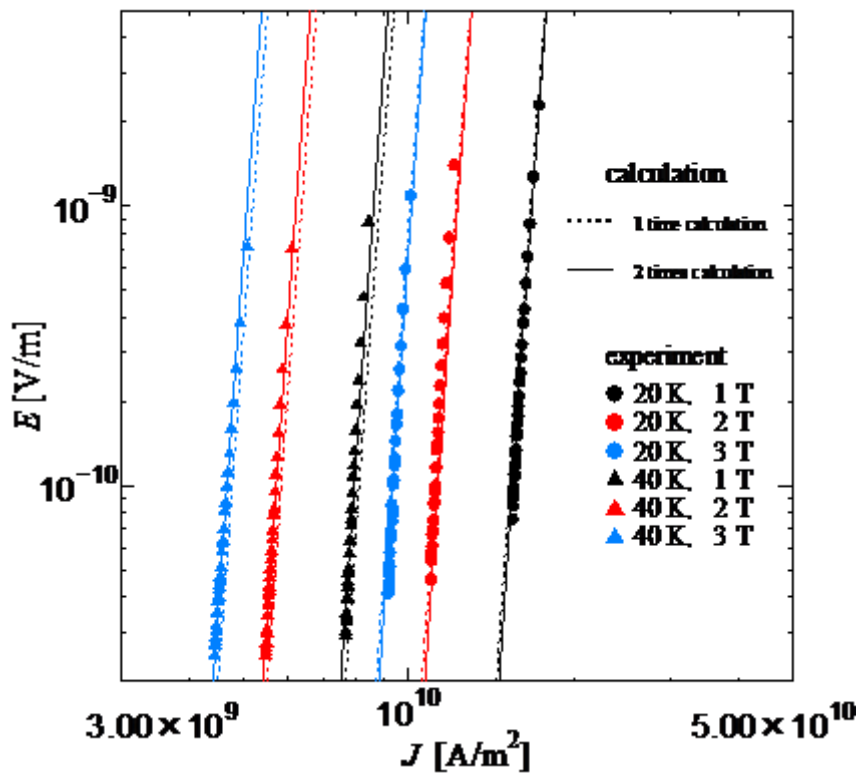 calculation
1 time calculation
2 times calculation
experiment
20 K, 1 T
20 K, 2 T
20 K, 3 T
40 K, 1 T
40 K, 2 T
40 K, 3 T
10⁻⁹
10⁻¹⁰
E [V/m]
3.00×10⁹
10¹⁰
5.00×10¹⁰
J [A/m²]